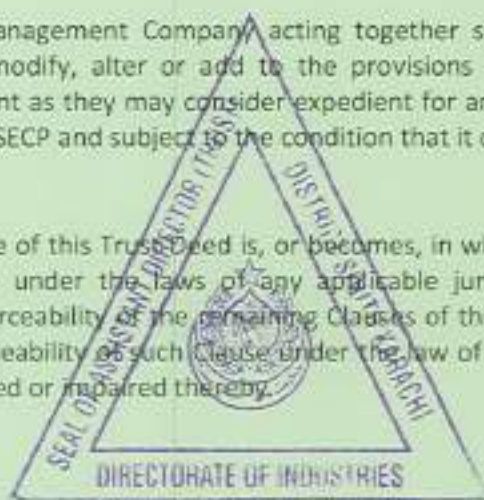 anagement Company acting together s
modify, alter or add to the provisions
nt as they may consider expedient for an
SECP and subject to the condition that it
e of this Trust Deed is, or becomes, in w
under the laws of any applicable jur
rceability of the remaining Clauses of th
eability of such Clause under the law of
ed or impaired thereby.
SEAL OF ASSISTANT DIRECTOR (TRUST)
DISTRICT SOUTH KARACHI
DIRECTORATE OF INDUSTRIES